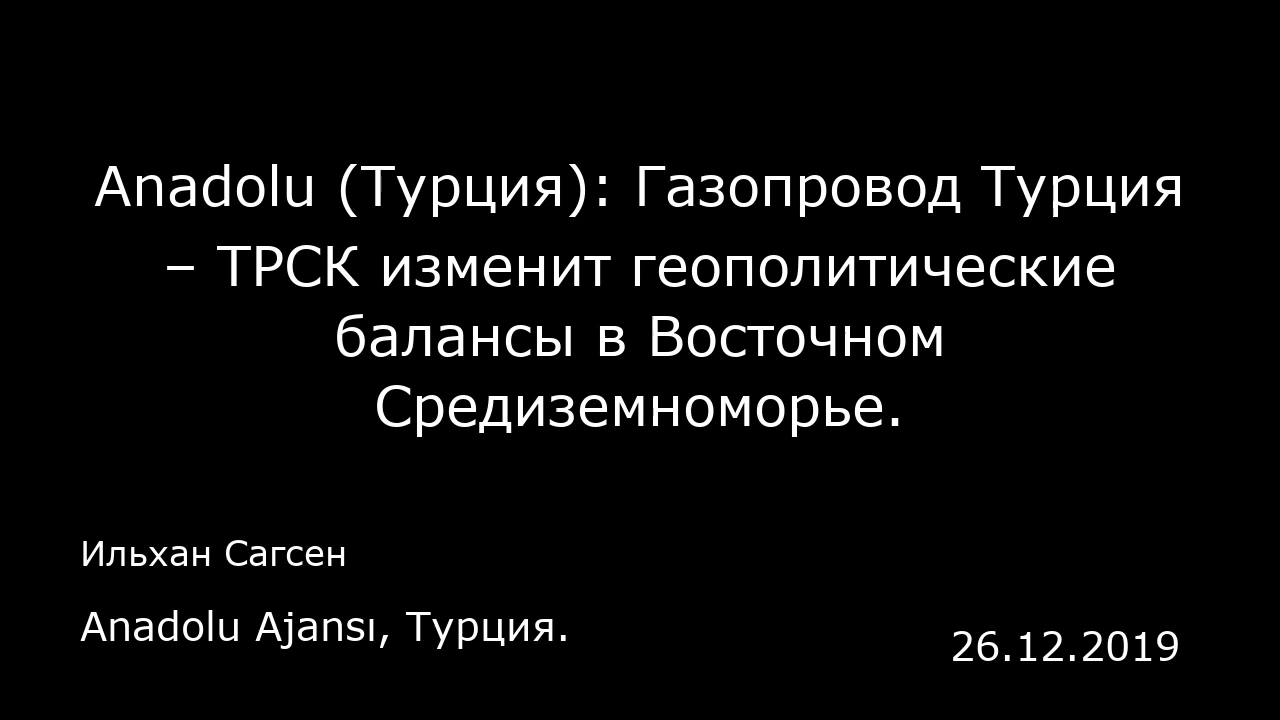 Anadolu (Турция): Газопровод Турция
– ТРСК изменит геополитические
балансы в Восточном
Средиземноморье.
Ильхан Сагсен
Anadolu Ajansı, Турция.
26.12.2019